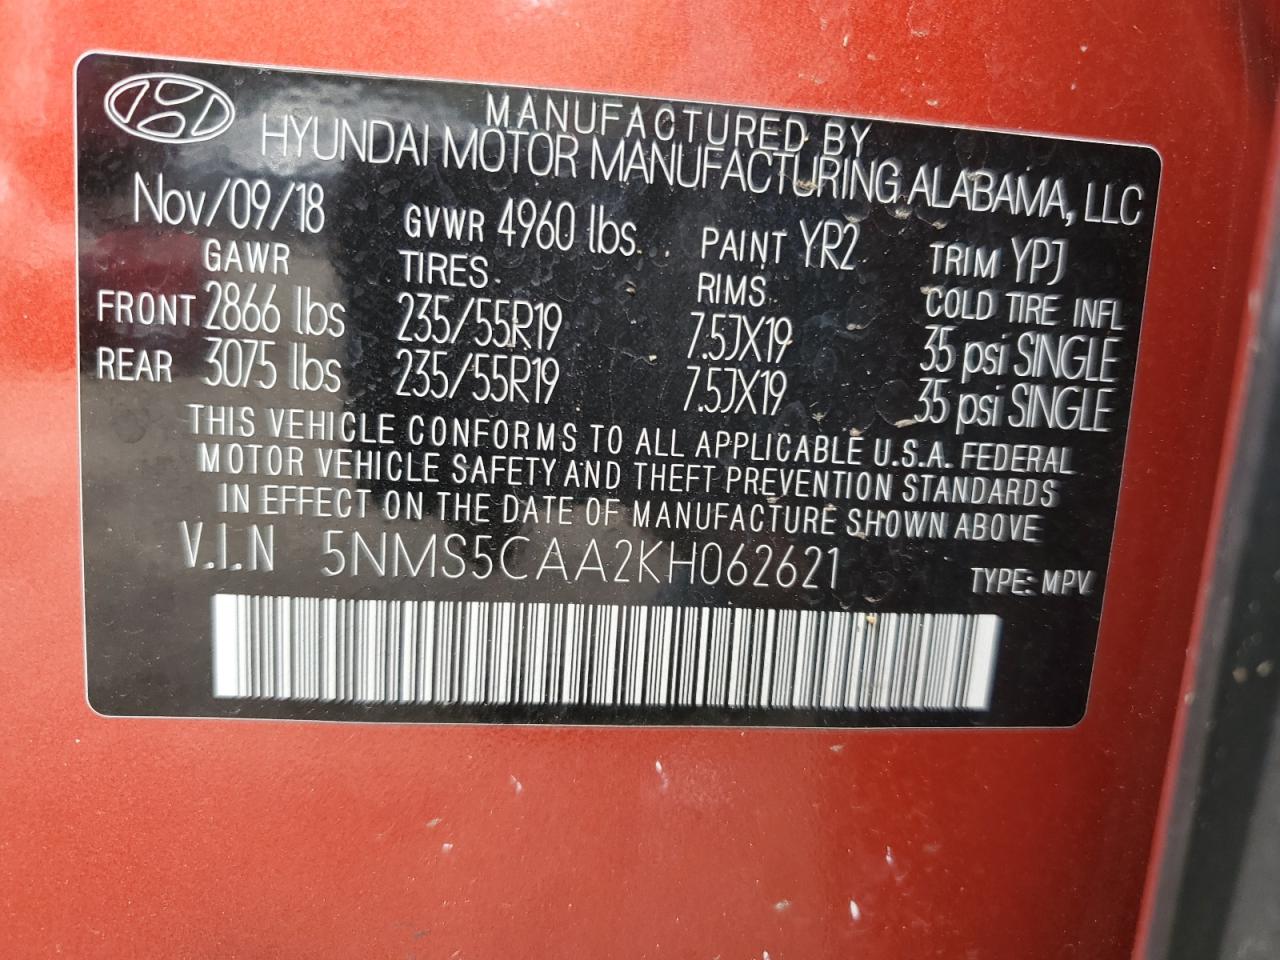 MANUFACTURED BY
HYUNDAI MOTOR MANUFACTURING ALABAMA, LLC
Nov/09/18 GVWR 4960 lbs. PAINT YR2 TRIM YPJ
GAWR TIRES RIMS COLD TIRE INFL
FRONT 2866 lbs 235/55R19 7.5JX19 35 psi SINGLE
REAR 3075 lbs 235/55R19 7.5JX19 35 psi SINGLE
THIS VEHICLE CONFORMS TO ALL APPLICABLE U.S.A. FEDERAL
MOTOR VEHICLE SAFETY AND THEFT PREVENTION STANDARDS
IN EFFECT ON THE DATE OF MANUFACTURE SHOWN ABOVE
V.I.N 5NMS5CAA2KH062621 TYPE: MPV